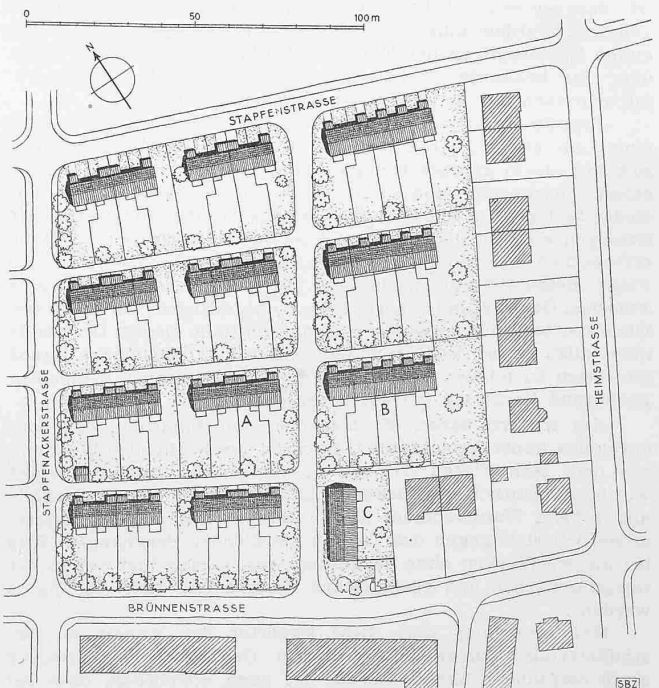 0 50 100 m
N
STAPFENSTRASSE
HEIMSTRASSE
STAPFENACKERSTRASSE
A
B
C
BRÜNNENSTRASSE
SBZ